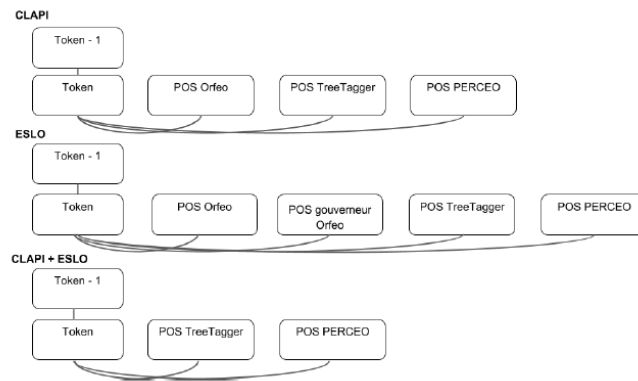 CLAPI
Token - 1
Token POS Orfeo POS TreeTagger POS PERCEO
ESLO
Token - 1
Token POS Orfeo POS gouverneur POS TreeTagger POS PERCEO
Orfeo
CLAPI + ESLO
Token - 1
Token POS TreeTagger POS PERCEO